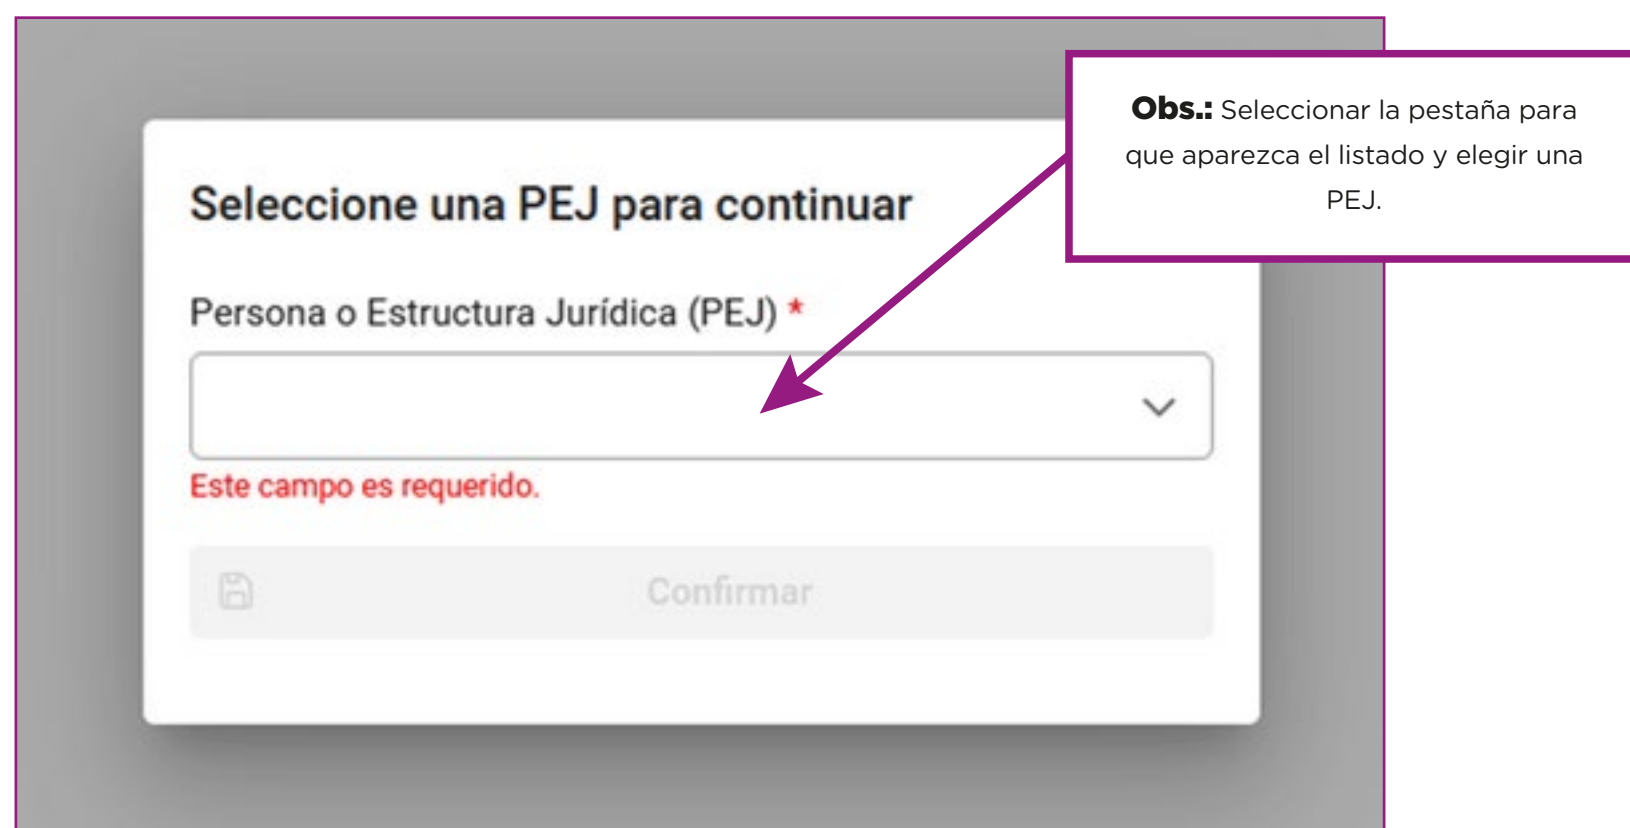 Obs.: Seleccionar la pestaña para
que aparezca el listado y elegir una
PEJ.
Seleccione una PEJ para continuar
Persona o Estructura Jurídica (PEJ) *
Este campo es requerido.
Confirmar